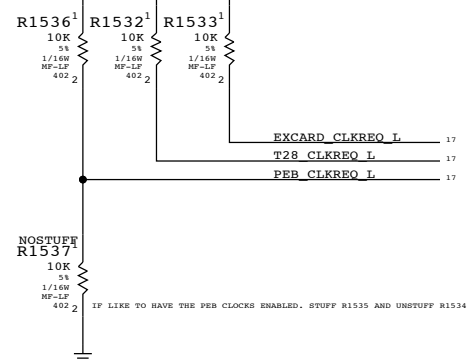 R1536 1 R1532 1 R1533 1
10K 10K 10K
5% 5% 5%
1/16W 1/16W 1/16W
MF-LF MF-LF MF-LF
402 2 402 2 402 2
EXCARD_CLKREQ_L 17
T28_CLKREQ_L 17
PEB_CLKREQ_L 17
NOSTUFF
R1537 1
10K
5%
1/16W
MF-LF
402 2
IF LIKE TO HAVE THE PEB CLOCKS ENABLED. STUFF R1535 AND UNSTUFF R1534